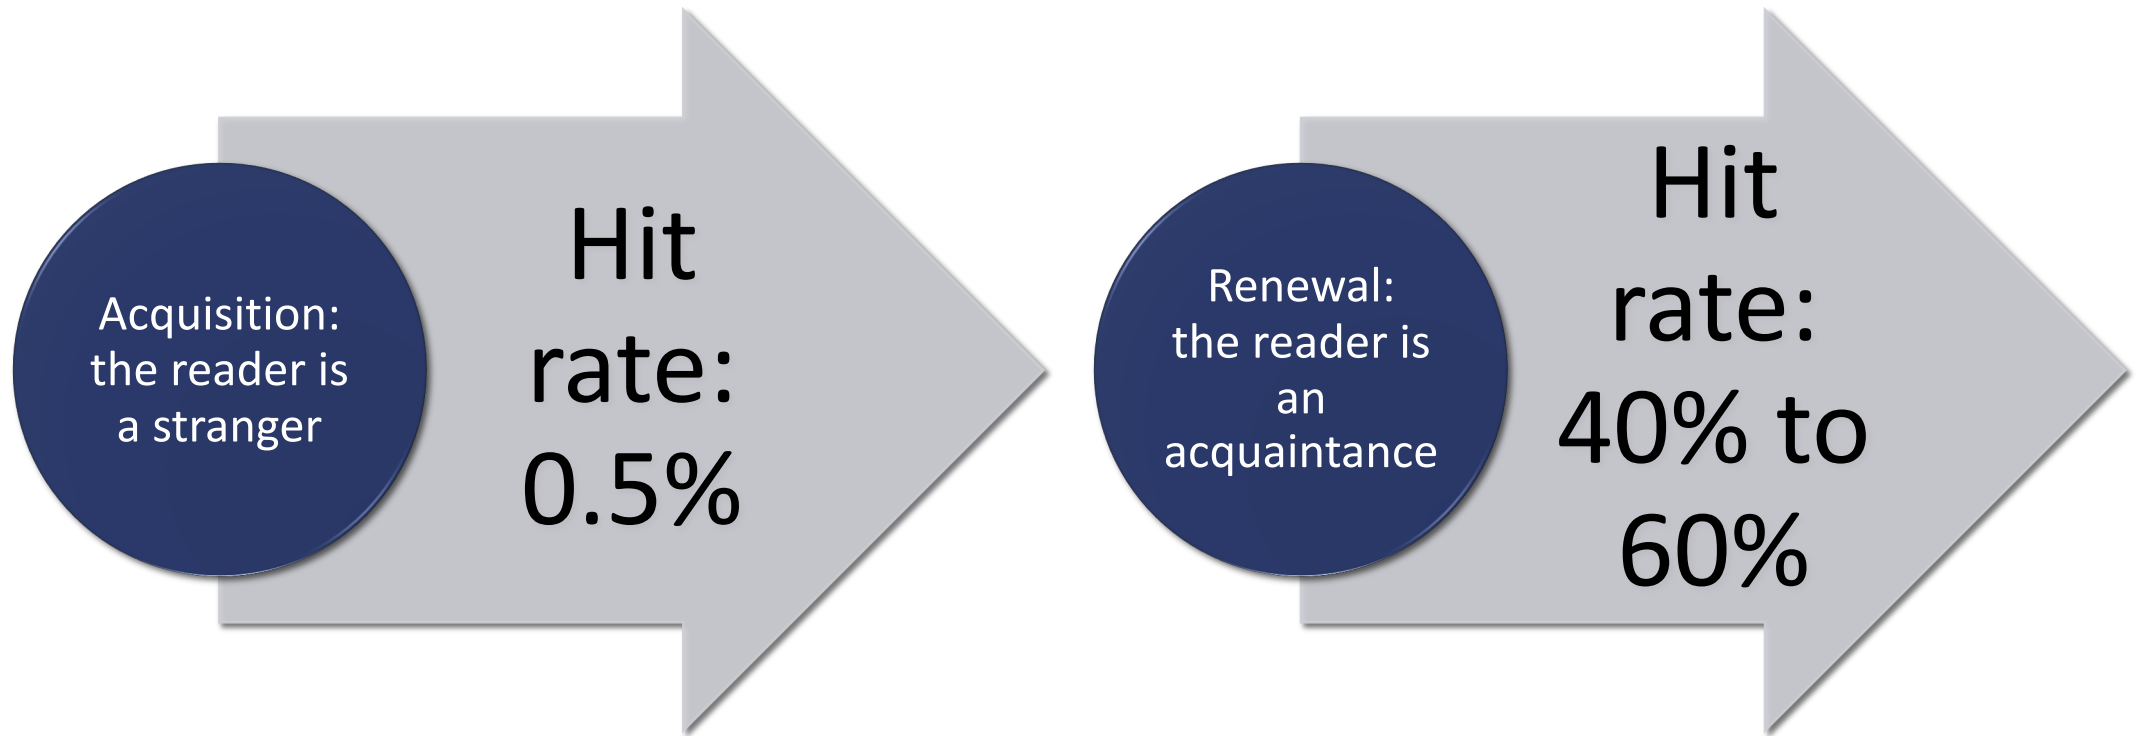 Acquisition:
the reader is
a stranger
Hit
rate:
0.5%
Renewal:
the reader is
an
acquaintance
Hit
rate:
40% to
60%